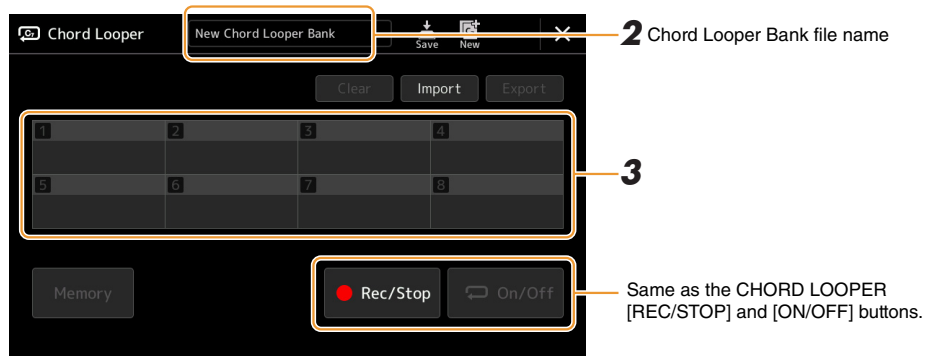 Chord Looper
New Chord Looper Bank
Save
New
2 Chord Looper Bank file name
Clear
Import
Export
1
2
3
4
3
5
6
7
8
Memory
Rec/Stop
On/Off
Same as the CHORD LOOPER
[REC/STOP] and [ON/OFF] buttons.